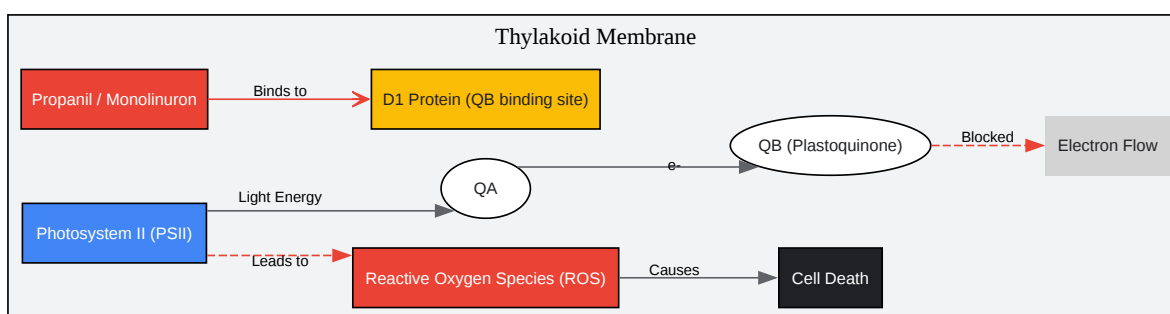 Thylakoid Membrane
Propanil / Monolinuron
Binds to
D1 Protein (QB binding site)
QB (Plastoquinone)
Blocked
Electron Flow
e-
QA
Light Energy
Photosystem II (PSII)
Leads to
Reactive Oxygen Species (ROS)
Causes
Cell Death